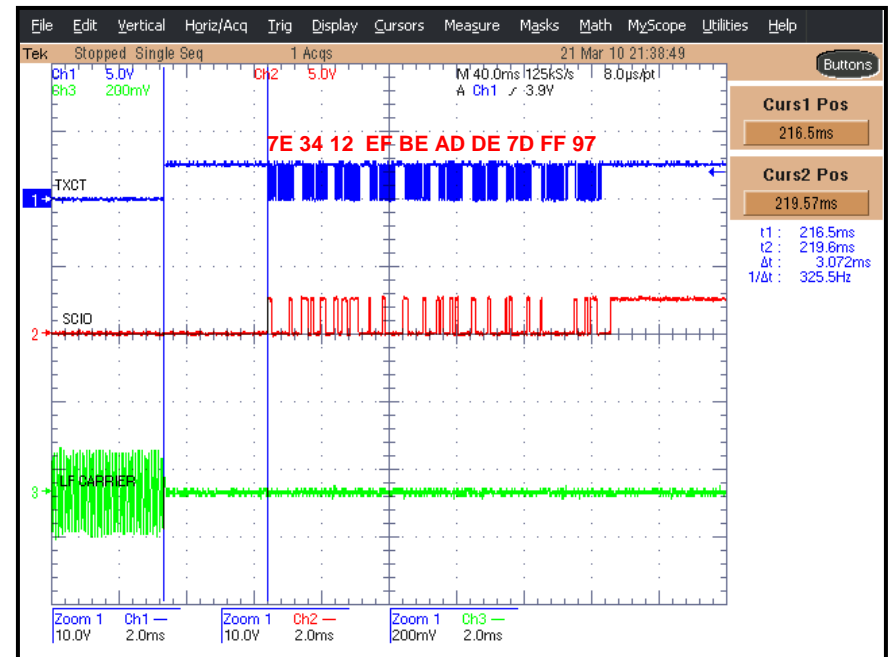 File Edit Vertical Horiz/Acq Trig Display Cursors Measure Masks Math MyScope Utilities Help
Tek Stopped Single Seq 1 Acqs 21 Mar 10 21:38:49
Buttons
Ch1 5.0V Ch2 5.0V M 40.0ms 125kS/s 8.0µs/pt
Ch3 200mV A Ch1 ⁄ 3.9V
Curs1 Pos
216.5ms
Curs2 Pos
219.57ms
t1 : 216.5ms
t2 : 219.6ms
Δt : 3.072ms
1/Δt : 325.5Hz
7E 34 12 EF BE AD DE 7D FF 97
TXCT
1
SCIO
2
LF CARRIER
3
Zoom 1 Ch1 Zoom 1 Ch2 Zoom 1 Ch3
10.0V 2.0ms 10.0V 2.0ms 200mV 2.0ms